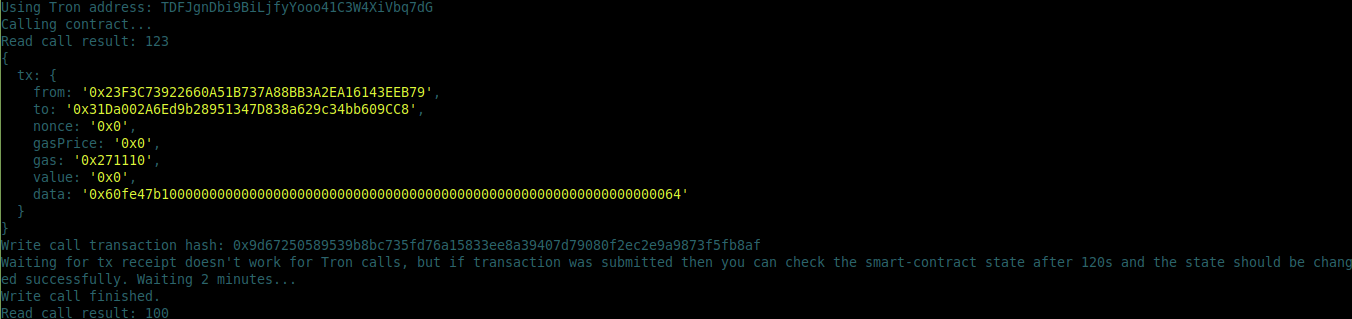 Using Tron address: TDFJgnDbi9BiLjfyYooo41C3W4XiVbq7dG
Calling contract...
Read call result: 123
{
  tx: {
    from: '0x23F3C73922660A51B737A88BB3A2EA16143EEB79',
    to: '0x31Da002A6Ed9b28951347D838a629c34bb609CC8',
    nonce: '0x0',
    gasPrice: '0x0',
    gas: '0x271110',
    value: '0x0',
    data: '0x60fe47b10000000000000000000000000000000000000000000000000000000000000064'
  }
}
Write call transaction hash: 0x9d67250589539b8bc735fd76a15833ee8a39407d79080f2ec2e9a9873f5fb8af
Waiting for tx receipt doesn't work for Tron calls, but if transaction was submitted then you can check the smart-contract state after 120s and the state should be chang
ed successfully. Waiting 2 minutes...
Write call finished.
Read call result: 100